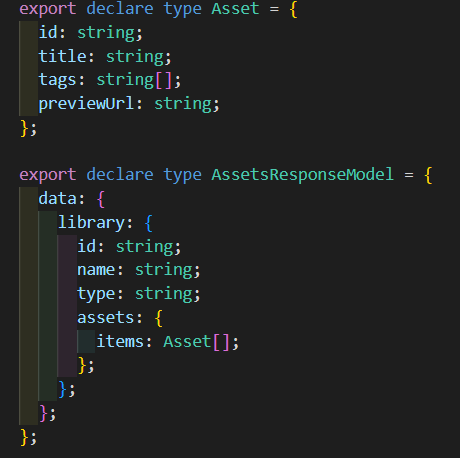 export declare type Asset = {
  id: string;
  title: string;
  tags: string[];
  previewUrl: string;
};

export declare type AssetsResponseModel = {
  data: {
    library: {
      id: string;
      name: string;
      type: string;
      assets: {
        items: Asset[];
      };
    };
  };
};